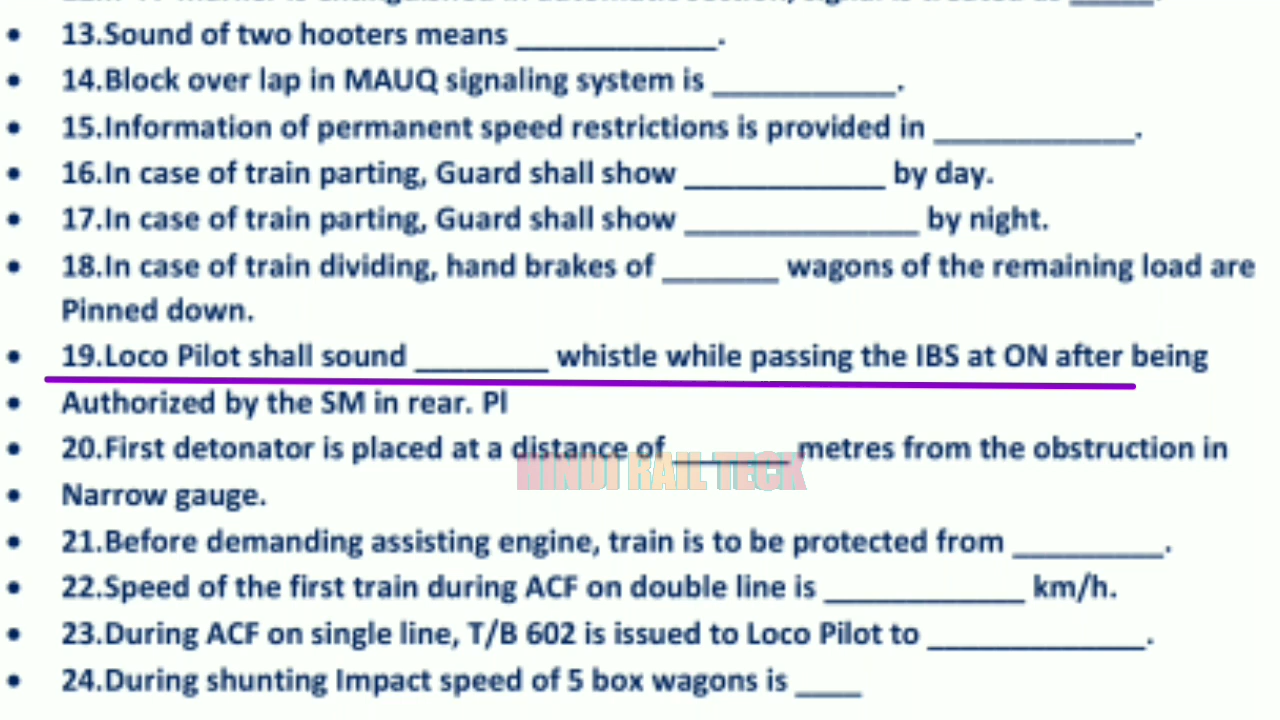 • 13.Sound of two hooters means ____________.
• 14.Block over lap in MAUQ signaling system is ___________.
• 15.Information of permanent speed restrictions is provided in ____________.
• 16.In case of train parting, Guard shall show ____________ by day.
• 17.In case of train parting, Guard shall show ______________ by night.
• 18.In case of train dividing, hand brakes of _______ wagons of the remaining load are
Pinned down.
• 19.Loco Pilot shall sound ________ whistle while passing the IBS at ON after being
• Authorized by the SM in rear. Pl
• 20.First detonator is placed at a distance of _______ metres from the obstruction in
HINDI RAIL TECK
• Narrow gauge.
• 21.Before demanding assisting engine, train is to be protected from _________.
• 22.Speed of the first train during ACF on double line is ____________ km/h.
• 23.During ACF on single line, T/B 602 is issued to Loco Pilot to _____________.
• 24.During shunting Impact speed of 5 box wagons is ____